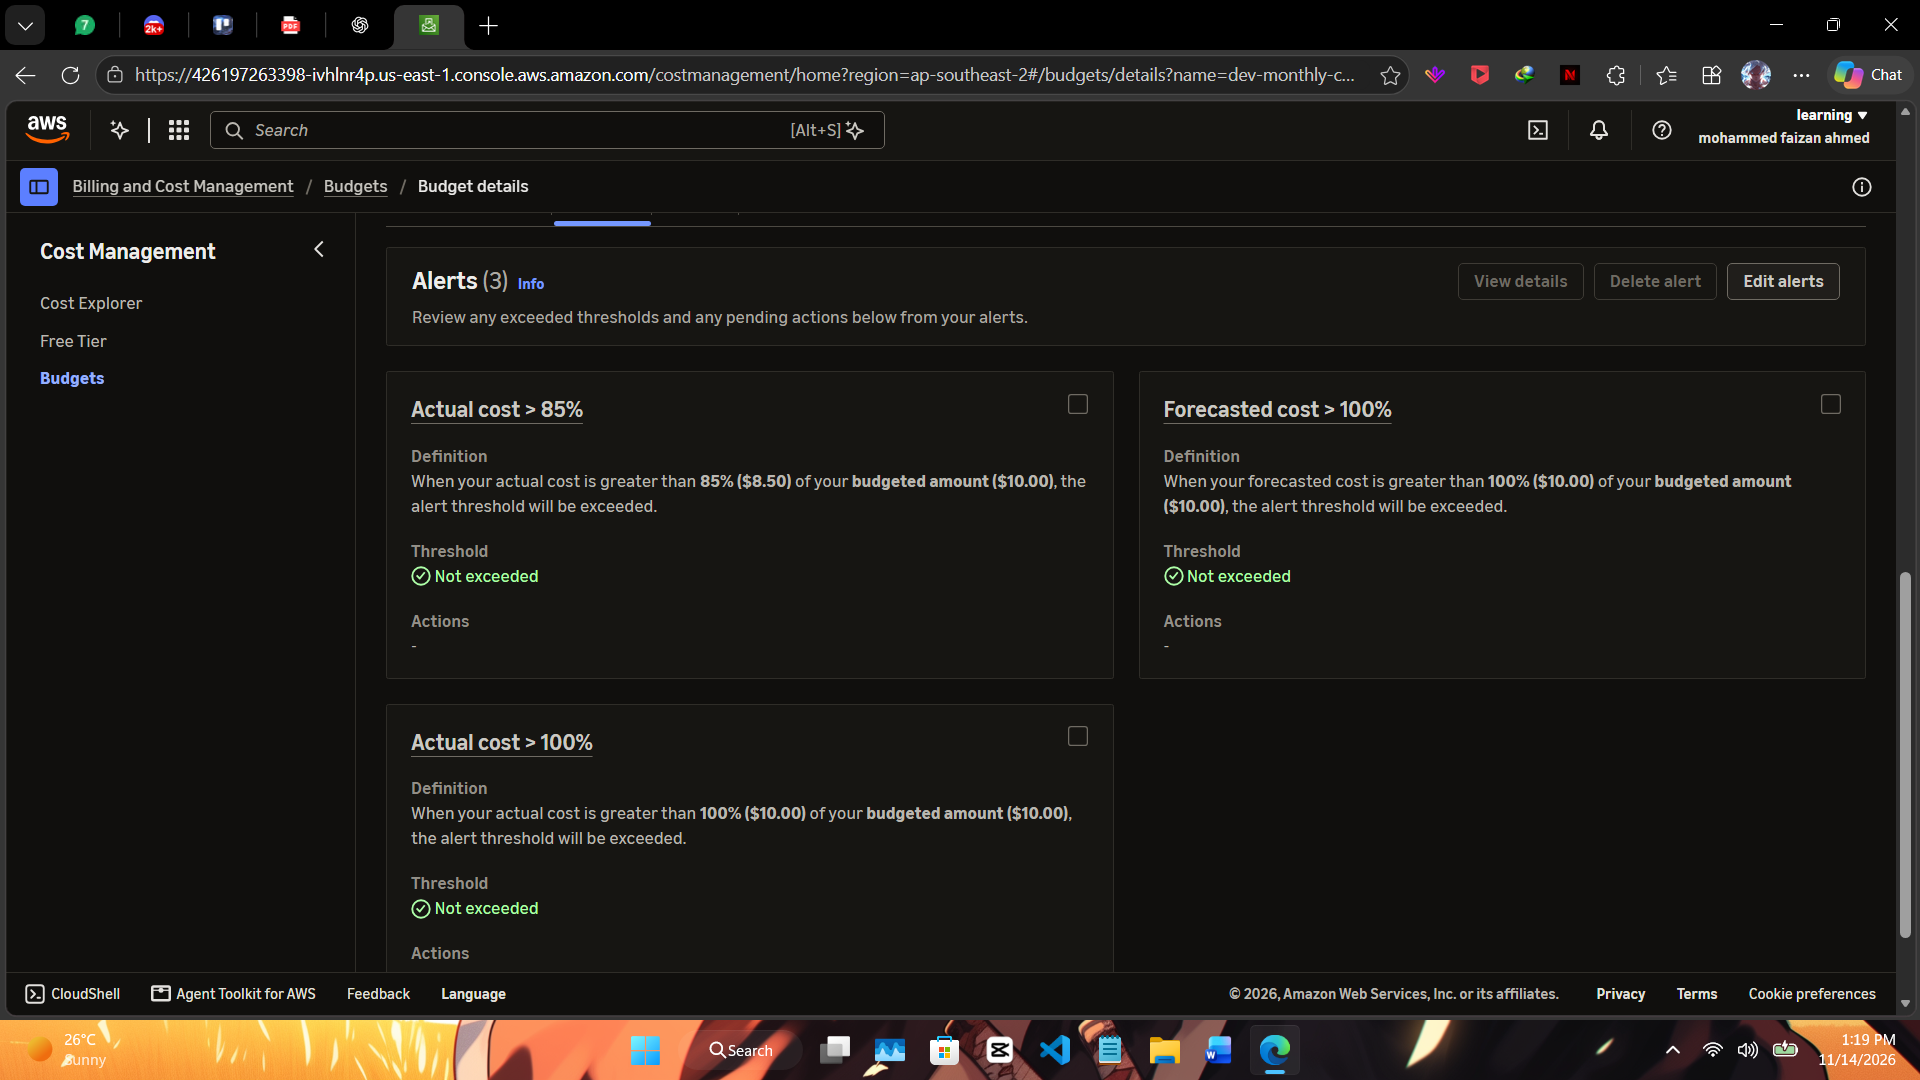 7
2k+
PDF
https://426197263398-ivhlnr4p.us-east-1.console.aws.amazon.com/costmanagement/home?region=ap-southeast-2#/budgets/details?name=dev-monthly-c...
N
Chat
aws
Search
[Alt+S]
learning
mohammed faizan ahmed
Billing and Cost Management / Budgets / Budget details
Cost Management
Cost Explorer
Free Tier
Budgets
Alerts (3) Info
View details
Delete alert
Edit alerts
Review any exceeded thresholds and any pending actions below from your alerts.
Actual cost > 85%
Definition
When your actual cost is greater than 85% ($8.50) of your budgeted amount ($10.00), the
alert threshold will be exceeded.
Threshold
Not exceeded
Actions
-
Forecasted cost > 100%
Definition
When your forecasted cost is greater than 100% ($10.00) of your budgeted amount
($10.00), the alert threshold will be exceeded.
Threshold
Not exceeded
Actions
-
Actual cost > 100%
Definition
When your actual cost is greater than 100% ($10.00) of your budgeted amount ($10.00),
the alert threshold will be exceeded.
Threshold
Not exceeded
Actions
CloudShell
Agent Toolkit for AWS
Feedback
Language
© 2026, Amazon Web Services, Inc. or its affiliates.
Privacy
Terms
Cookie preferences
26°C
Sunny
Search
1:19 PM
11/14/2026